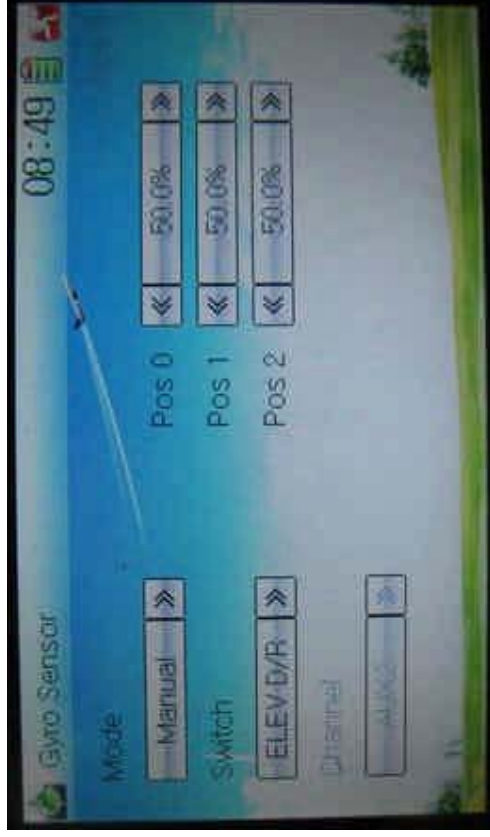 Gyro Sensor
08:49
Mode
Manual
Switch
ELEV D/R
Channel
AUX2
Pos 0
50.0%
Pos 1
50.0%
Pos 2
50.0%